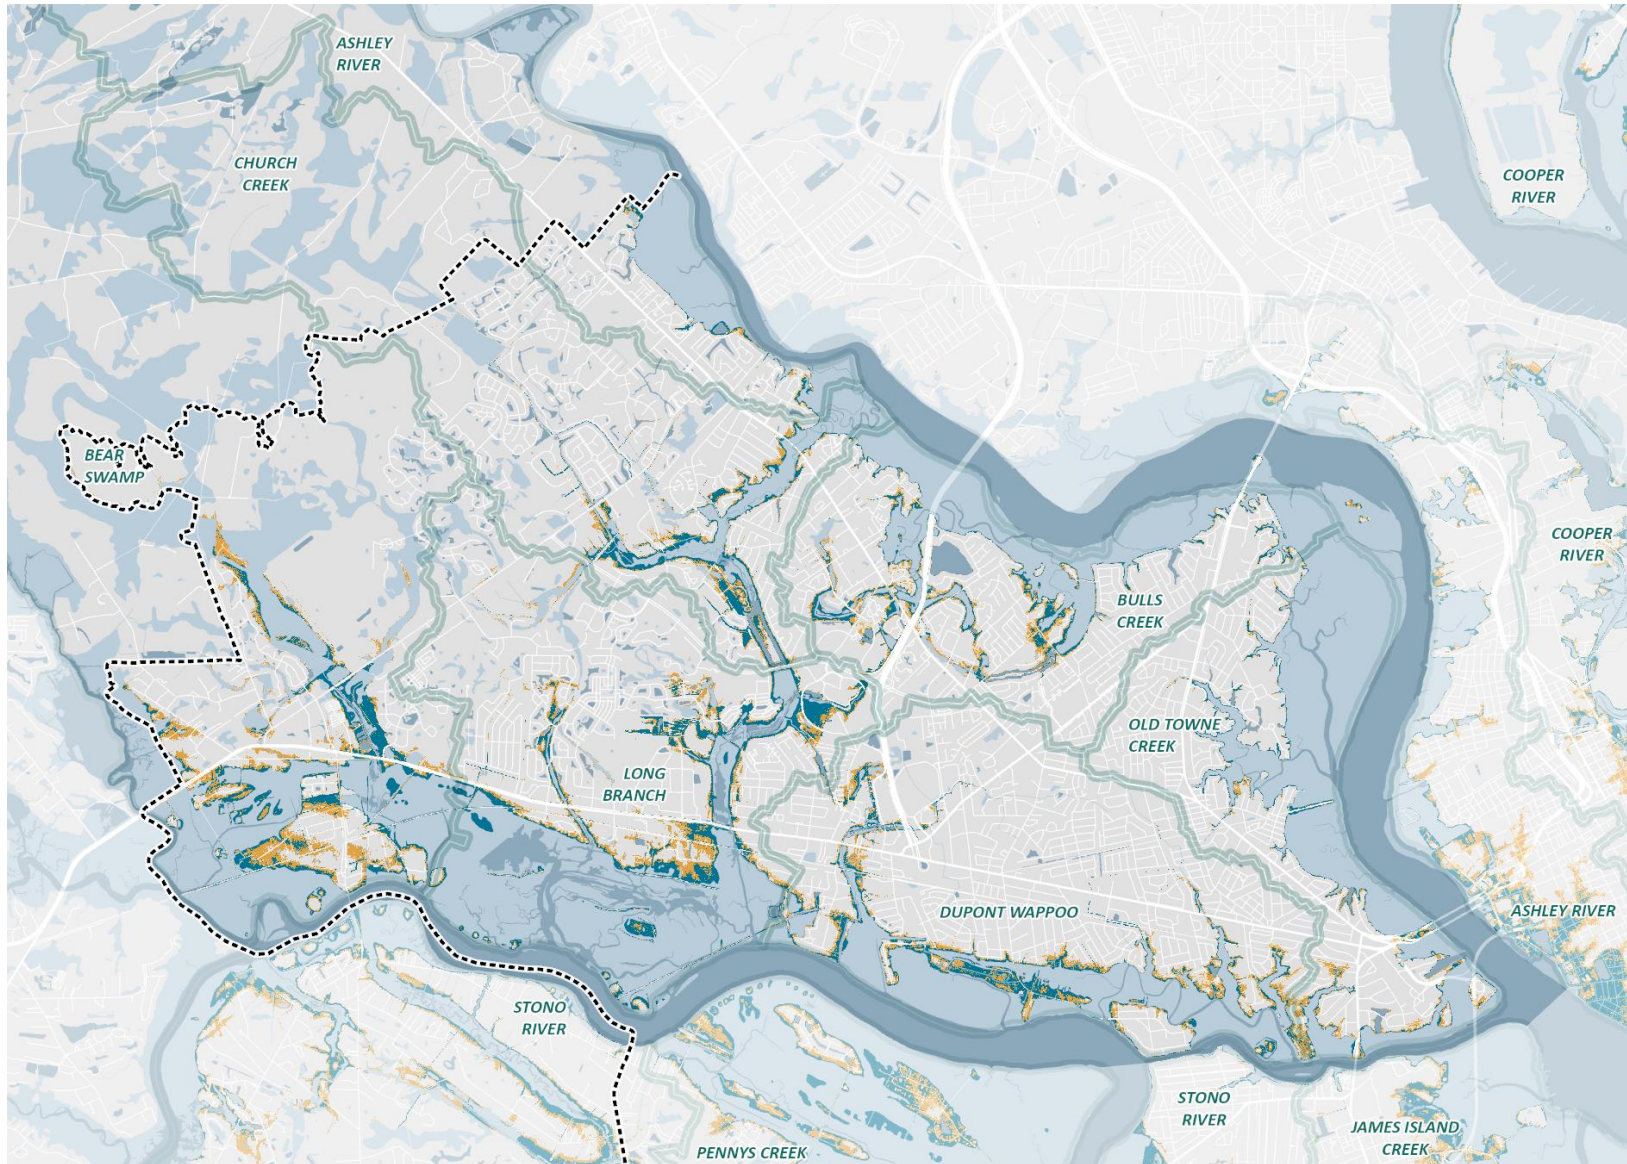 ASHLEY
RIVER
CHURCH
CREEK
COOPER
RIVER
BEAR
SWAMP
COOPER
RIVER
BULLS
CREEK
OLD TOWNE
CREEK
LONG
BRANCH
DUPONT WAPPOO
ASHLEY RIVER
STONO
RIVER
STONO
RIVER
JAMES ISLAND
CREEK
PENNYS CREEK